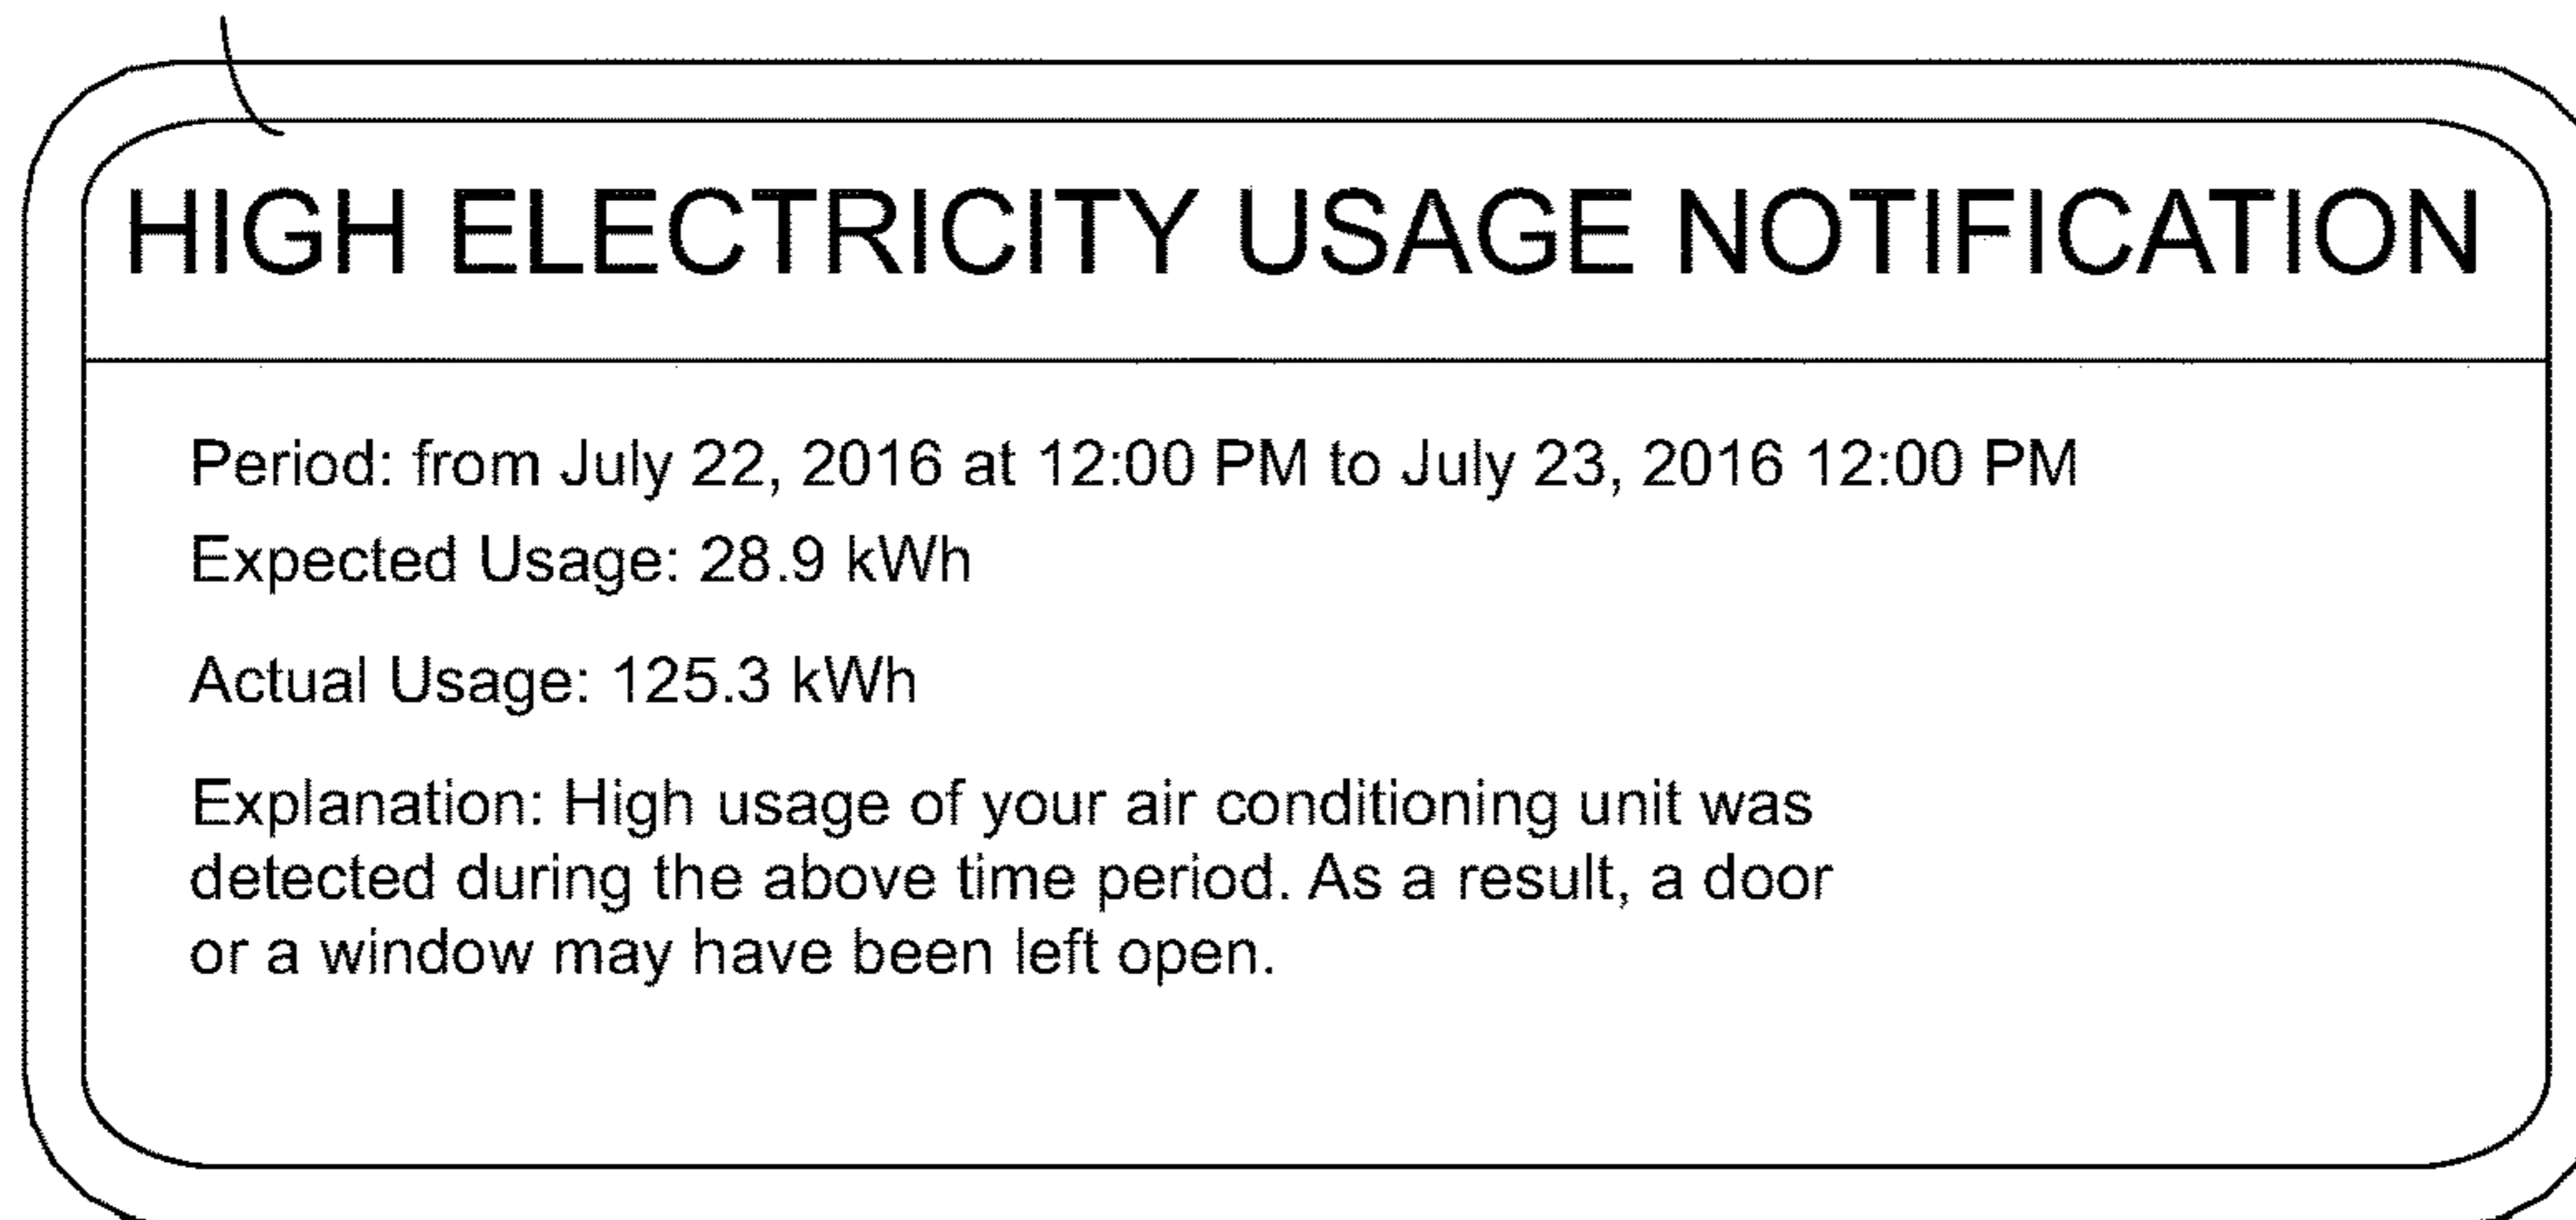 HIGH ELECTRICITY USAGE NOTIFICATION
Period: from July 22, 2016 at 12:00 PM to July 23, 2016 12:00 PM
Expected Usage: 28.9 kWh
Actual Usage: 125.3 kWh
Explanation: High usage of your air conditioning unit was
detected during the above time period. As a result, a door
or a window may have been left open.